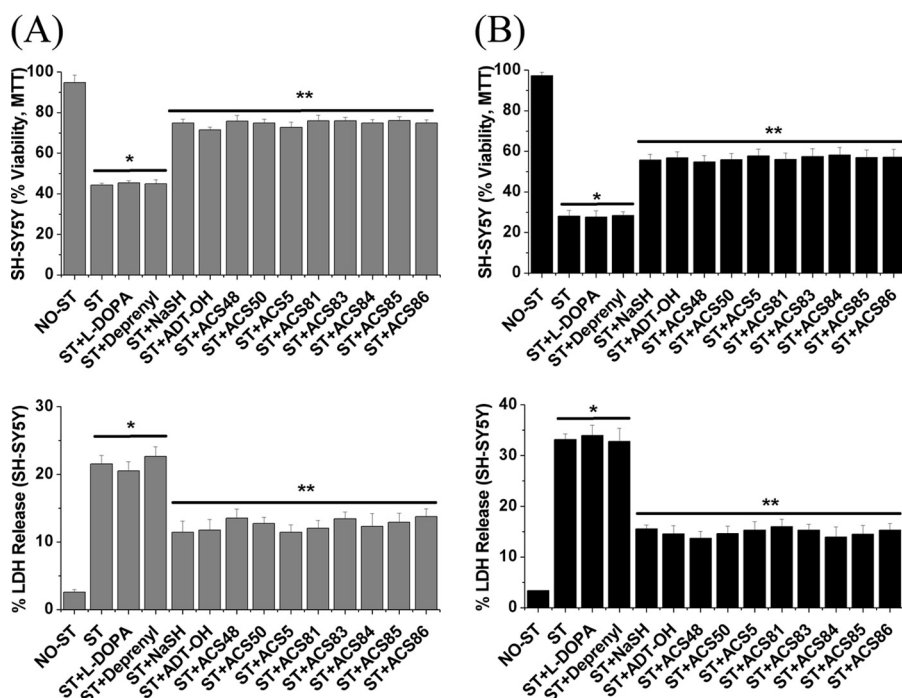 (A)
SH-SY5Y (% Viability, MTT)
100
80
60
40
20
0
*
**
NO-ST
ST
ST+L-DOPA
ST+Deprenyl
ST+NaSH
ST+ADT-OH
ST+ACS48
ST+ACS50
ST+ACS5
ST+ACS81
ST+ACS83
ST+ACS84
ST+ACS85
ST+ACS86
(B)
SH-SY5Y (% Viability, MTT)
100
80
60
40
20
0
*
**
NO-ST
ST
ST+L-DOPA
ST+Deprenyl
ST+NaSH
ST+ADT-OH
ST+ACS48
ST+ACS50
ST+ACS5
ST+ACS81
ST+ACS83
ST+ACS84
ST+ACS85
ST+ACS86
% LDH Release (SH-SY5Y)
30
20
10
0
*
**
NO-ST
ST
ST+L-DOPA
ST+Deprenyl
ST+NaSH
ST+ADT-OH
ST+ACS48
ST+ACS50
ST+ACS5
ST+ACS81
ST+ACS83
ST+ACS84
ST+ACS85
ST+ACS86
% LDH Release (SH-SY5Y)
40
30
20
10
0
*
**
NO-ST
ST
ST+L-DOPA
ST+Deprenyl
ST+NaSH
ST+ADT-OH
ST+ACS48
ST+ACS50
ST+ACS5
ST+ACS81
ST+ACS83
ST+ACS84
ST+ACS85
ST+ACS86